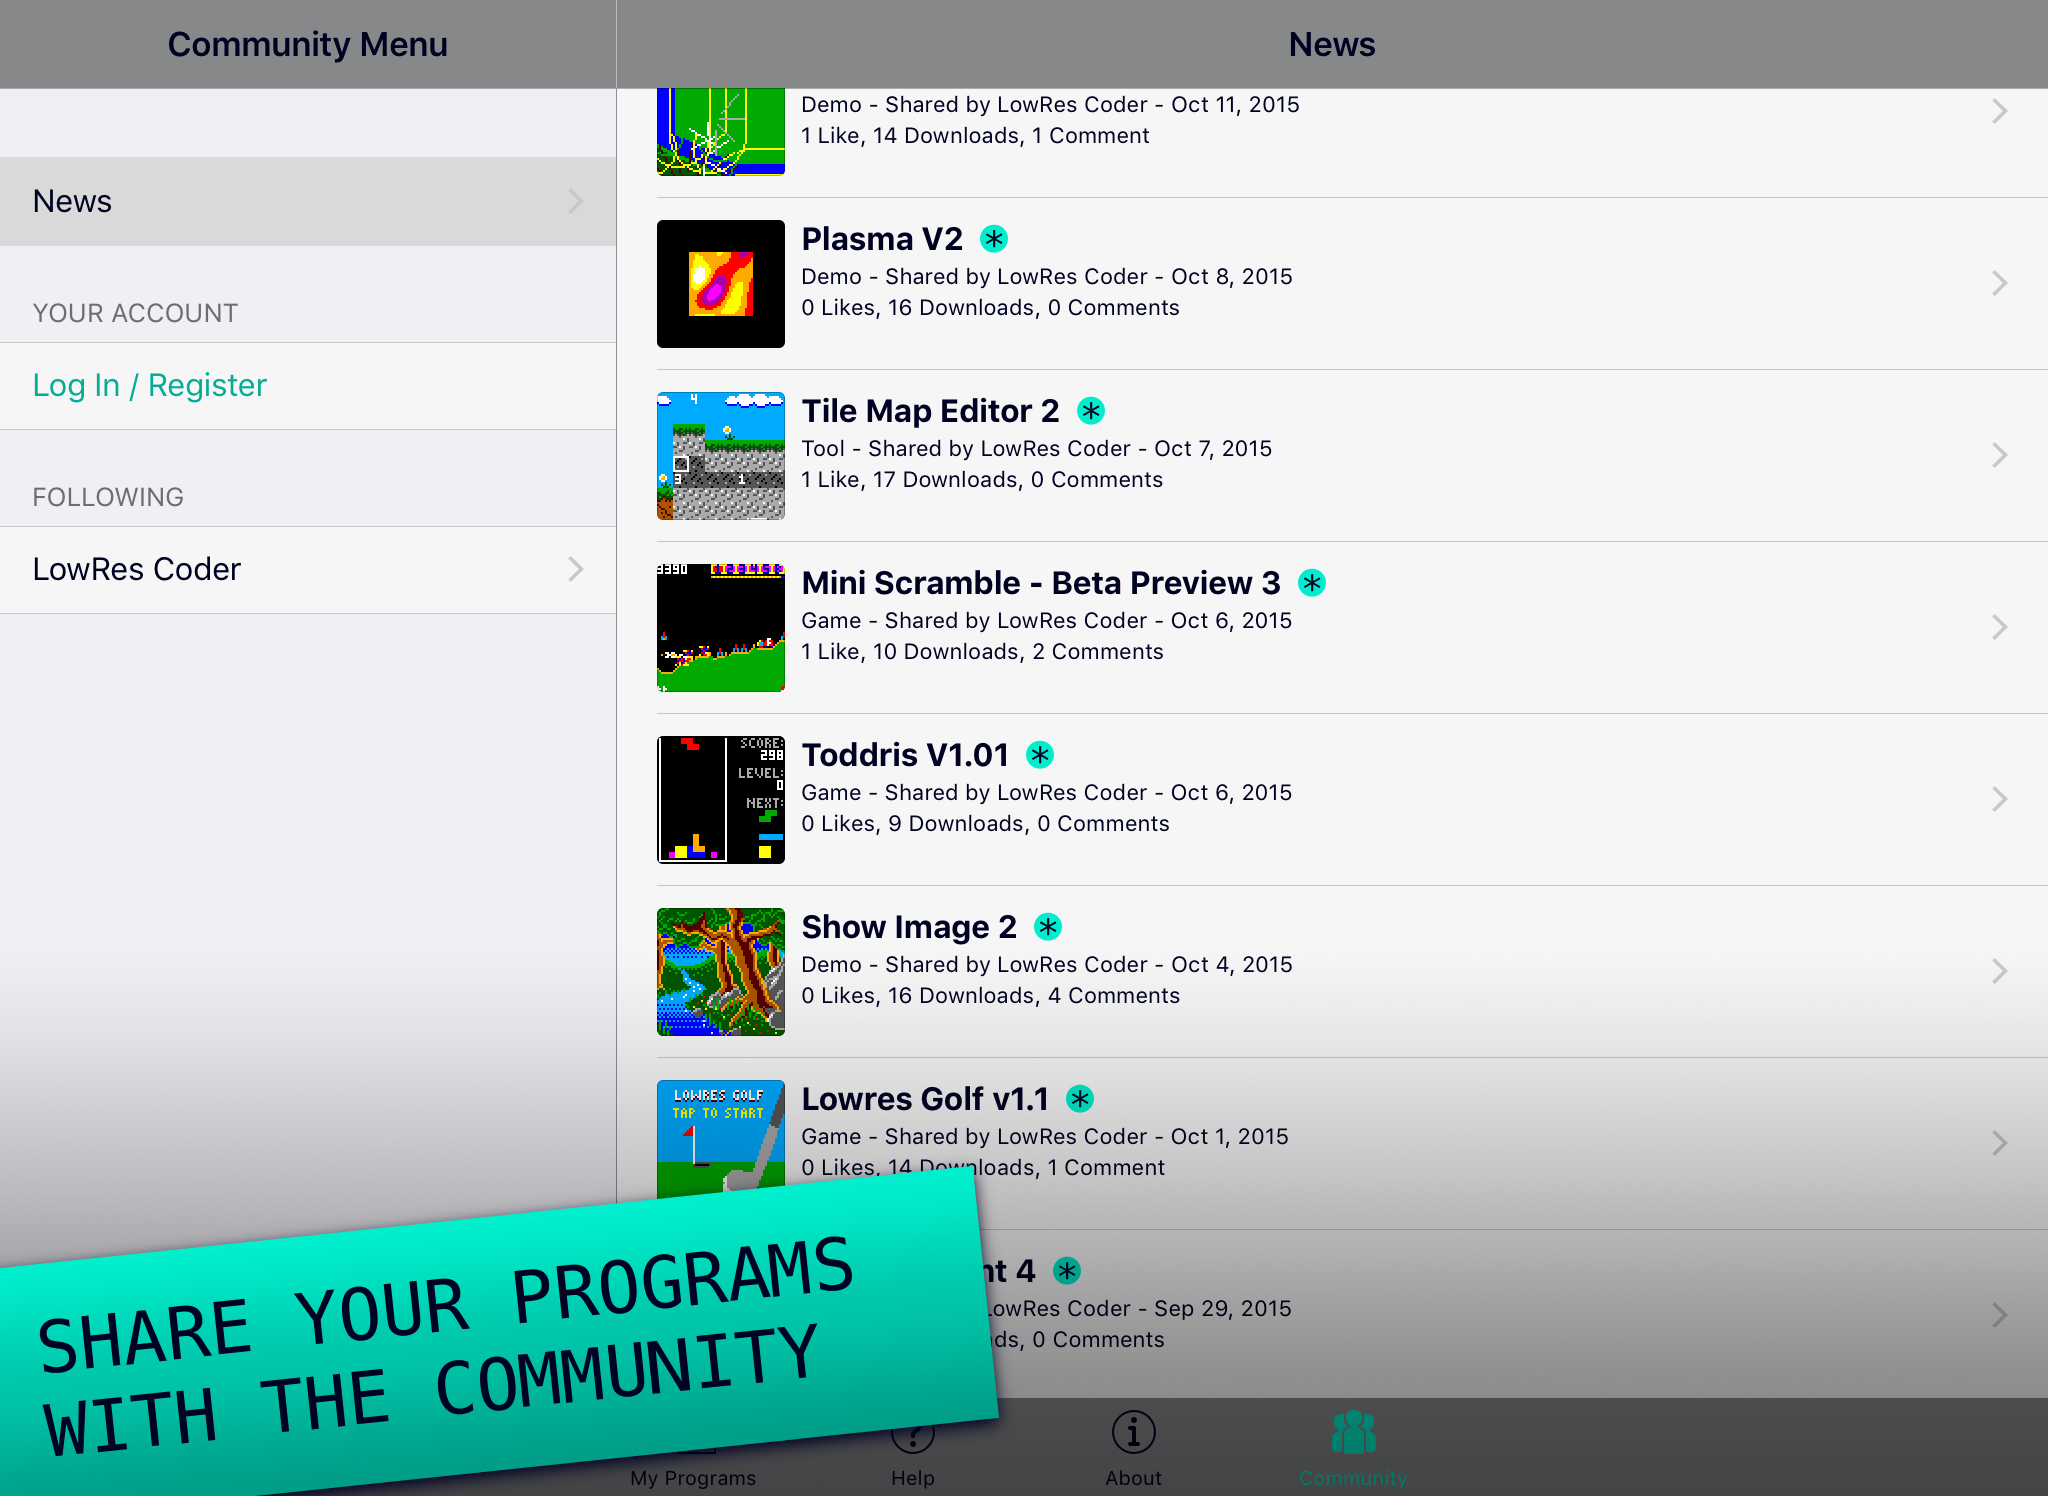 Community Menu
News
News
YOUR ACCOUNT
Log In / Register
FOLLOWING
LowRes Coder
Demo - Shared by LowRes Coder - Oct 11, 2015
1 Like, 14 Downloads, 1 Comment
Plasma V2
Demo - Shared by LowRes Coder - Oct 8, 2015
0 Likes, 16 Downloads, 0 Comments
4
3 1
Tile Map Editor 2
Tool - Shared by LowRes Coder - Oct 7, 2015
1 Like, 17 Downloads, 0 Comments
Mini Scramble - Beta Preview 3
Game - Shared by LowRes Coder - Oct 6, 2015
1 Like, 10 Downloads, 2 Comments
SCORE:
298
LEVEL:
0
NEXT:
Toddris V1.01
Game - Shared by LowRes Coder - Oct 6, 2015
0 Likes, 9 Downloads, 0 Comments
Show Image 2
Demo - Shared by LowRes Coder - Oct 4, 2015
0 Likes, 16 Downloads, 4 Comments
LOWRES GOLF
TAP TO START
Lowres Golf v1.1
Game - Shared by LowRes Coder - Oct 1, 2015
0 Likes, 14 Downloads, 1 Comment
4
LowRes Coder - Sep 29, 2015
0 Comments
SHARE YOUR PROGRAMS
WITH THE COMMUNITY
My Programs
Help
About
Community